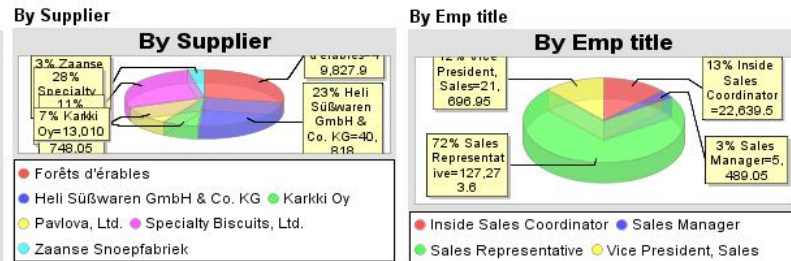 By Supplier
By Supplier
3% Zaanse
28%
Specialty
11%
7% Karkki
Oy=13,010
748.05
d'érables=4
9,827.9
23% Heli
Süßwaren
GmbH &
Co. KG=40,
818
Forêts d'érables
Heli Süßwaren GmbH & Co. KG
Karkki Oy
Pavlova, Ltd.
Specialty Biscuits, Ltd.
Zaanse Snoepfabriek
By Emp title
By Emp title
12% Vice
President,
Sales=21,
696.95
13% Inside
Sales
Coordinator
=22,639.5
72% Sales
Representat
ive=127,27
3.6
3% Sales
Manager=5,
489.05
Inside Sales Coordinator
Sales Manager
Sales Representative
Vice President, Sales